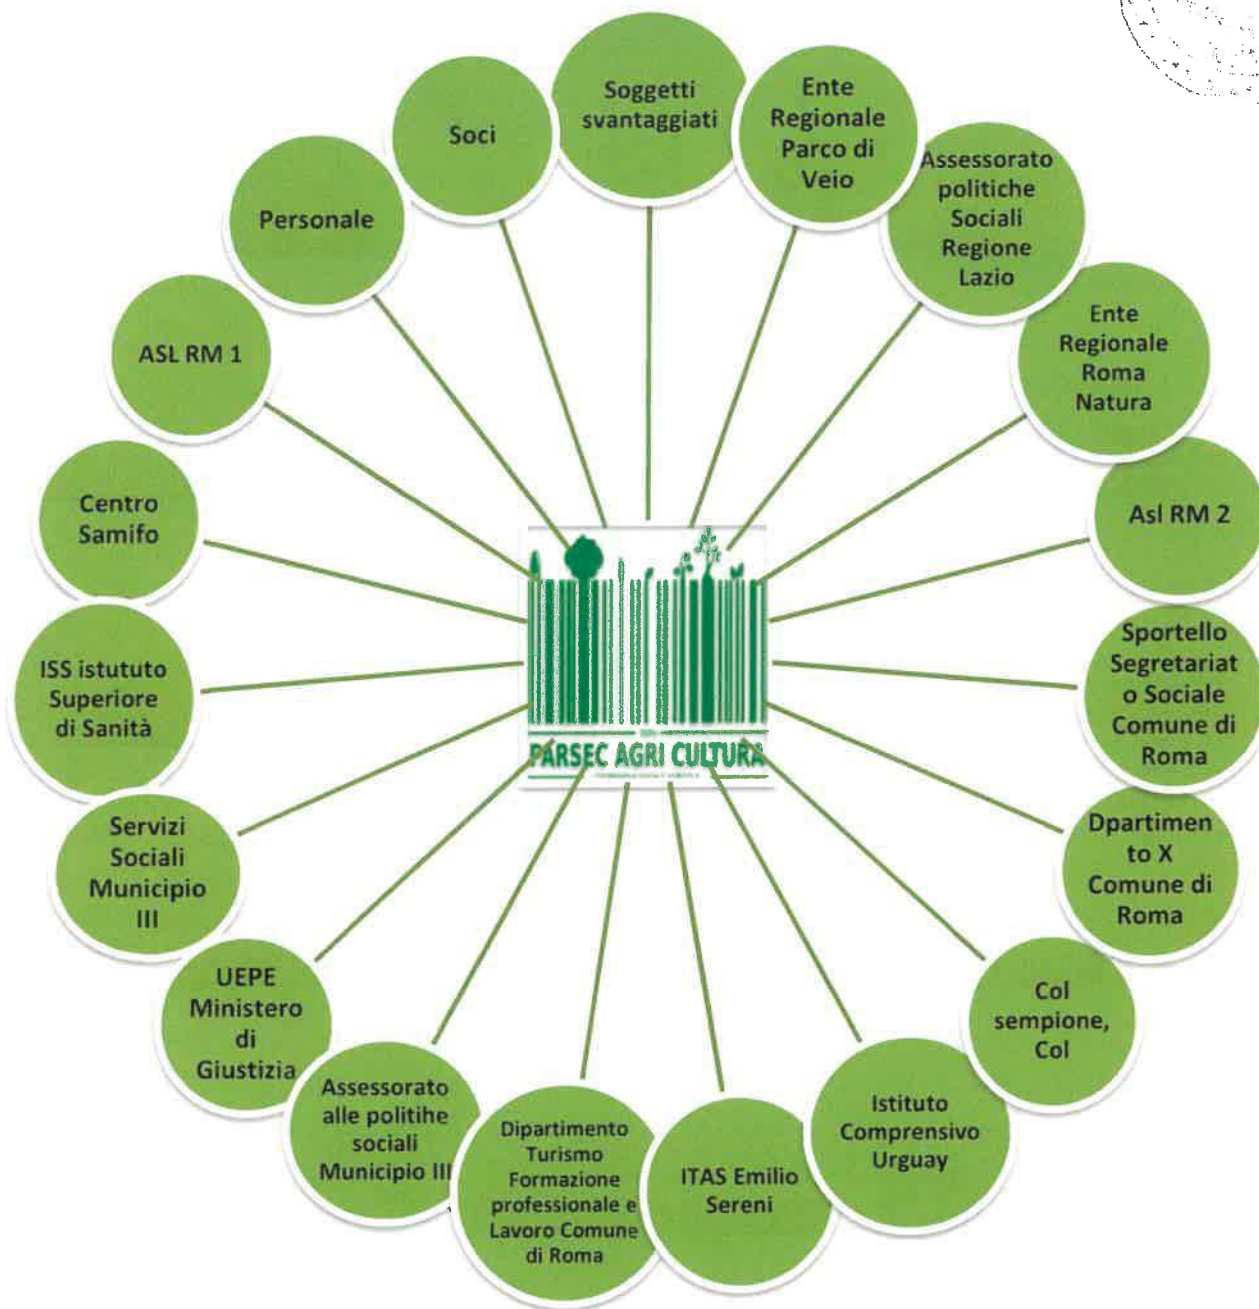 Soggetti
svantaggiati
Ente
Regionale
Parco di
Veio
Assessorato
politiche
Sociali
Regione
Lazio
Ente
Regionale
Roma
Natura
Asl RM 2
Sportello
Segretariat
o Sociale
Comune di
Roma
Dpartimen
to X
Comune di
Roma
Col
sempione,
Col
Istituto
Comprensivo
Urguay
ITAS Emilio
Sereni
Dipartimento
Turismo
Formazione
professionale e
Lavoro Comune
di Roma
Assessorato
alle politihe
sociali
Municipio III
UEPE
Ministero
di
Giustizia
Servizi
Sociali
Municipio
III
ISS istututo
Superiore
di Sanità
Centro
Samifo
ASL RM 1
Personale
Soci
PARSEC AGRI CULTURA